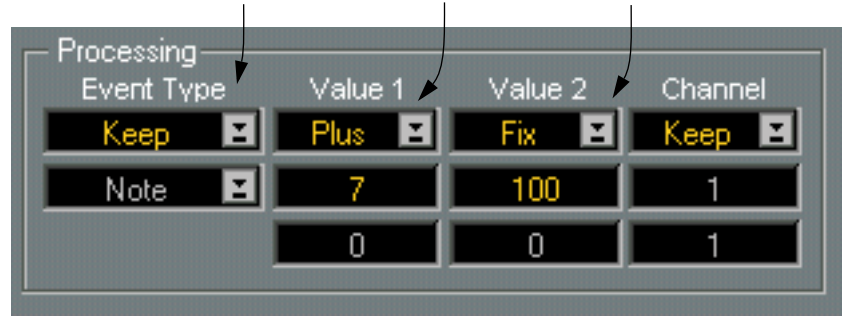 Processing
Event Type Value 1 Value 2 Channel
Keep Plus Fix Keep
Note 7 100 1
0 0 1